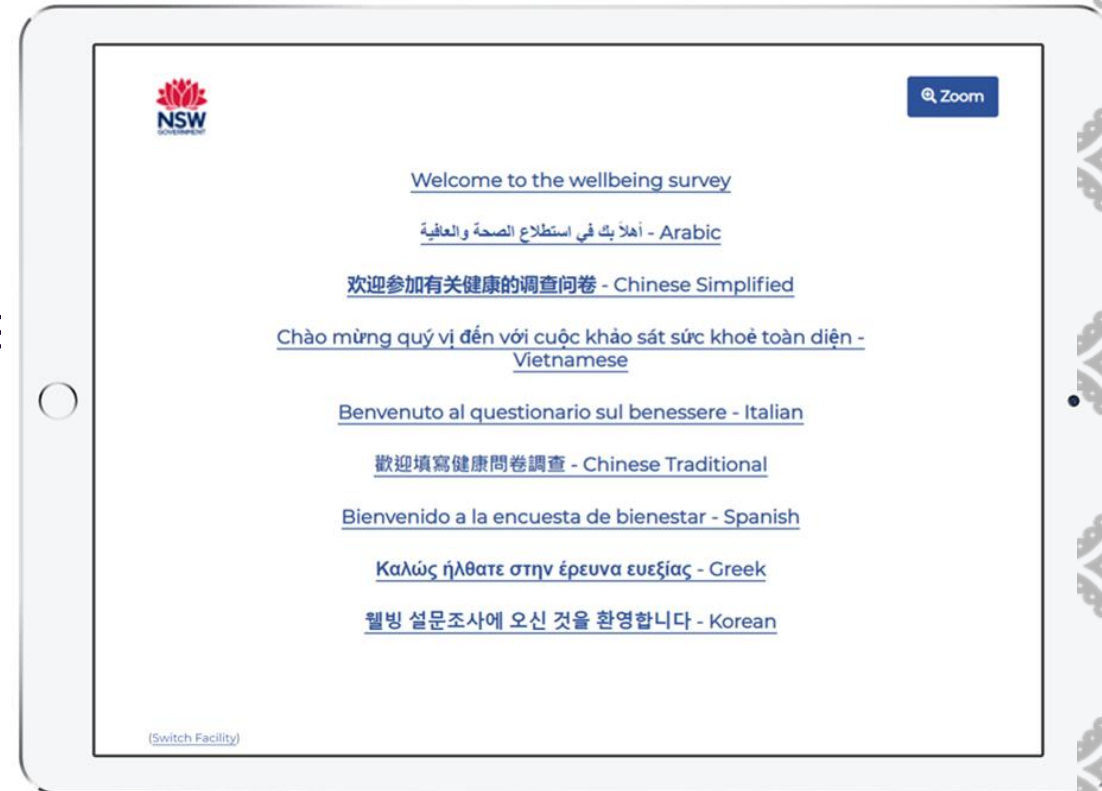 NSW
GOVERNMENT
Zoom
Welcome to the wellbeing survey
أهلاً بك في استطلاع الصحة والعافية - Arabic
欢迎参加有关健康的调查问卷 - Chinese Simplified
Chào mừng quý vị đến với cuộc khảo sát sức khoẻ toàn diện -
Vietnamese
Benvenuto al questionario sul benessere - Italian
歡迎填寫健康問卷調查 - Chinese Traditional
Bienvenido a la encuesta de bienestar - Spanish
Καλώς ήλθατε στην έρευνα ευεξίας - Greek
웰빙 설문조사에 오신 것을 환영합니다 - Korean
(Switch Facility)